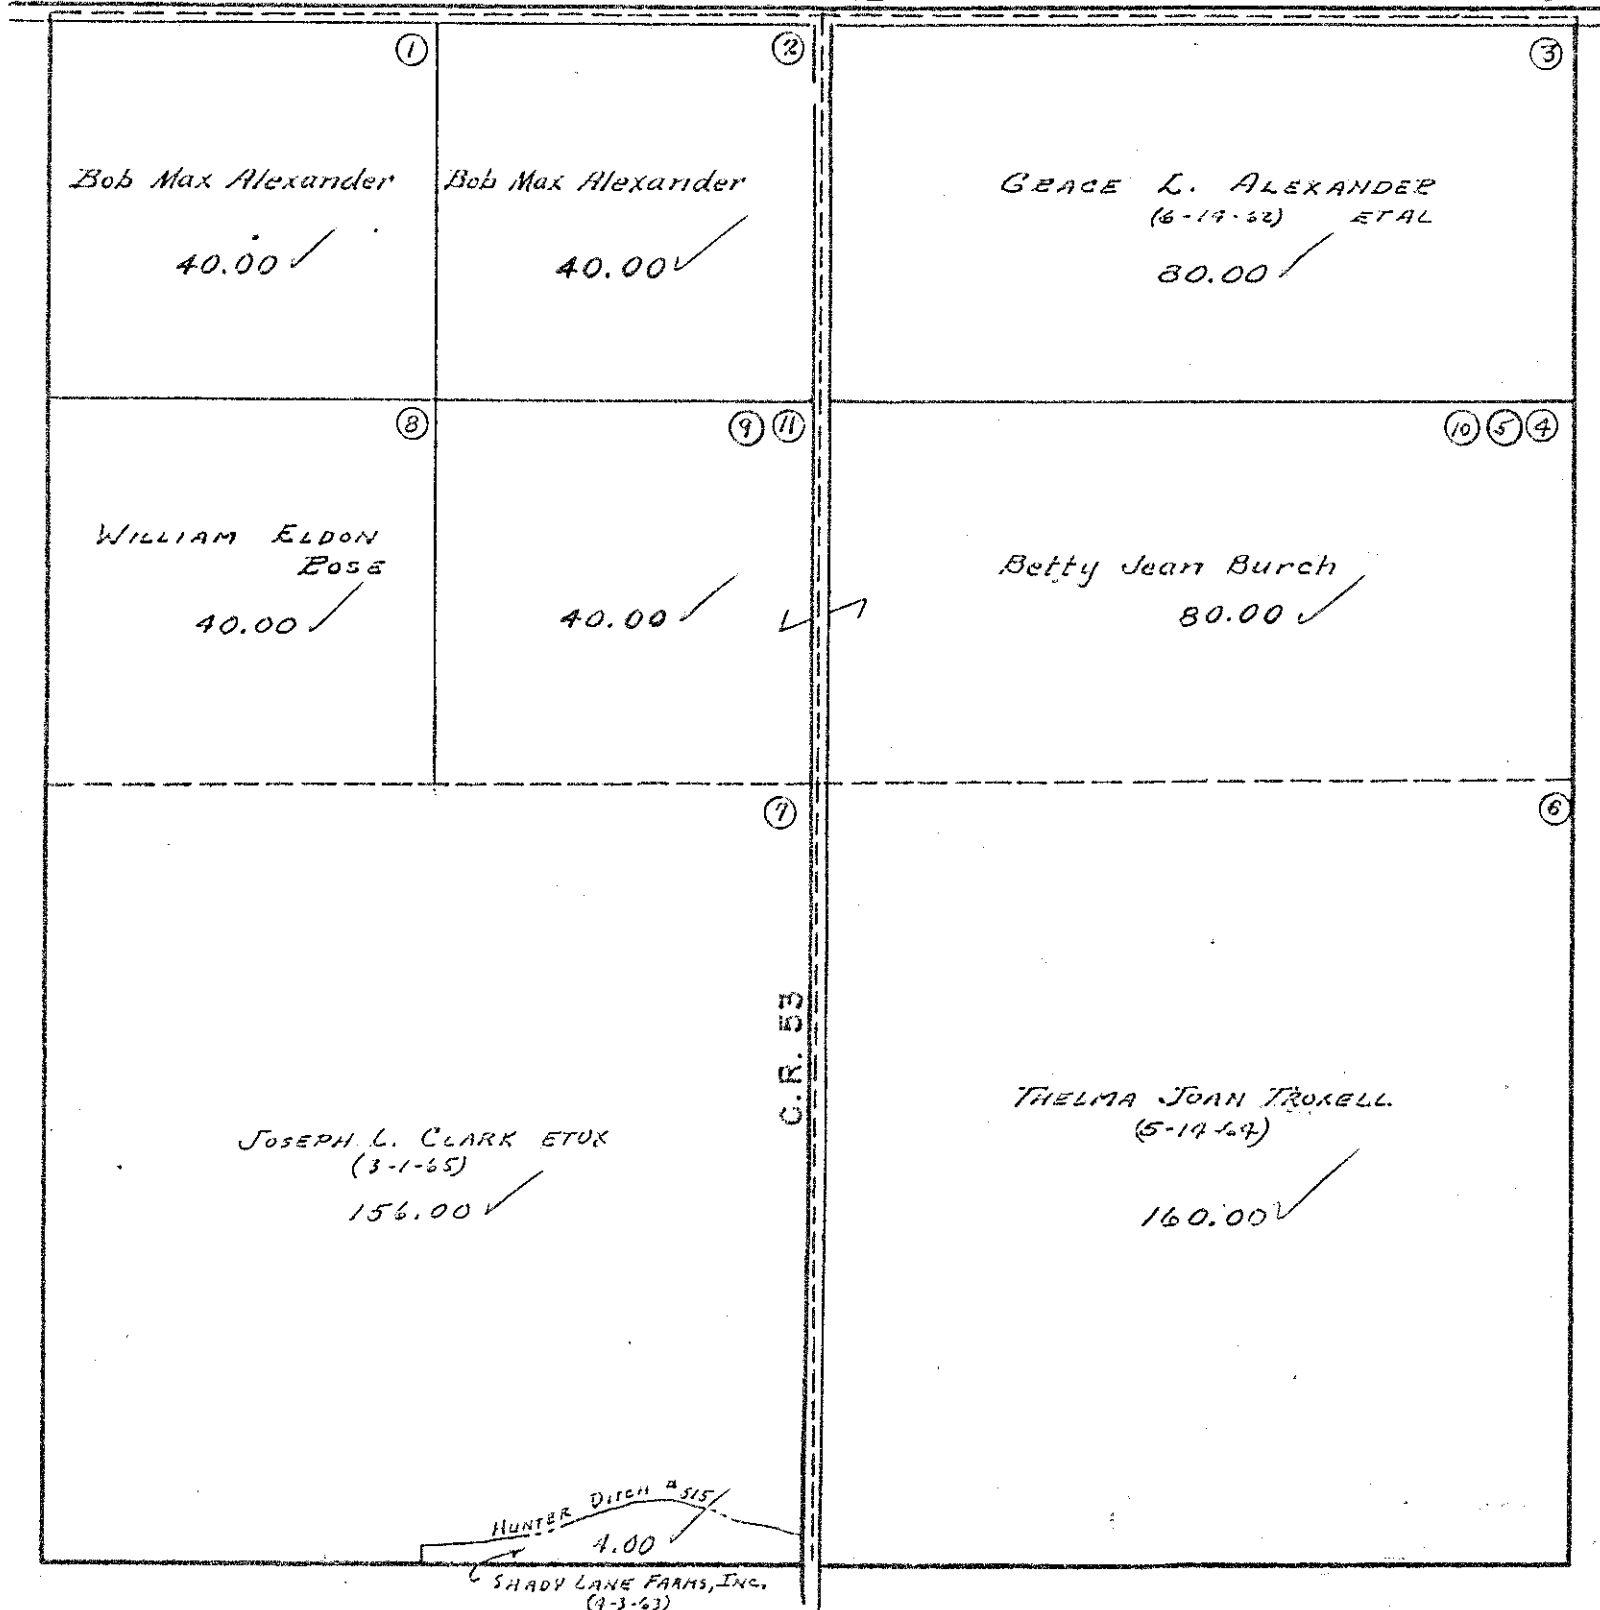 ①
②
③
Bob Max Alexander
40.00 ✓
Bob Max Alexander
40.00 ✓
GRACE L. ALEXANDER
(6-14-62) ETAL
80.00 ✓
⑧
⑨ ⑪
⑩ ⑤ ④
WILLIAM ELDON
ROSE
40.00 ✓
40.00 ✓
Betty Jean Burch
80.00 ✓
⑦
⑥
C.R. 53
JOSEPH L. CLARK ETUX
(3-1-65)
156.00 ✓
THELMA JOAN TROXELL
(5-14-64)
160.00 ✓
HUNTER DITCH #515
4.00 ✓
SHADY LANE FARMS, INC.
(9-3-63)